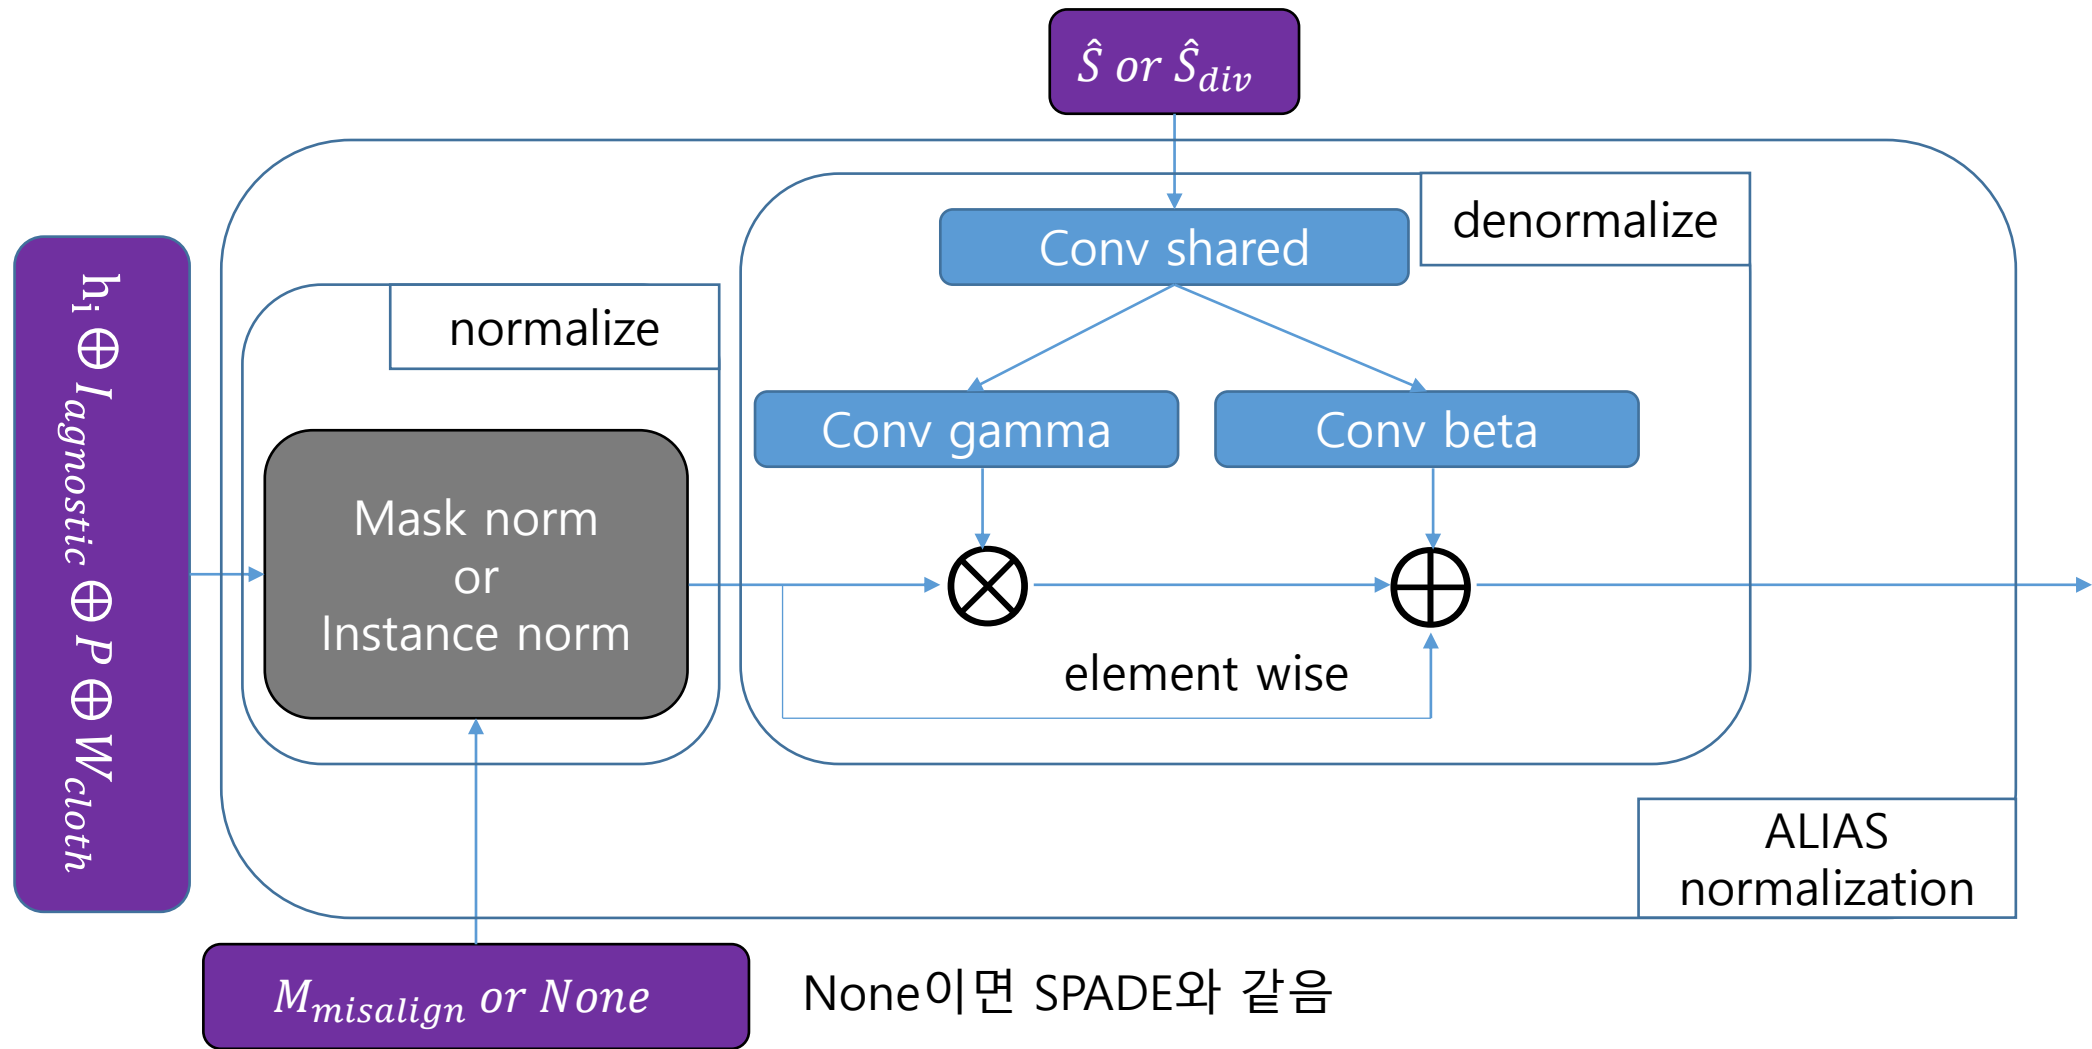 Ŝ or Ŝ_div
denormalize
Conv shared
normalize
h_i ⊕ I_agnostic ⊕ P ⊕ W_cloth
Conv gamma
Conv beta
Mask norm
or
Instance norm
element wise
ALIAS
normalization
M_misalign or None
None이면 SPADE와 같음